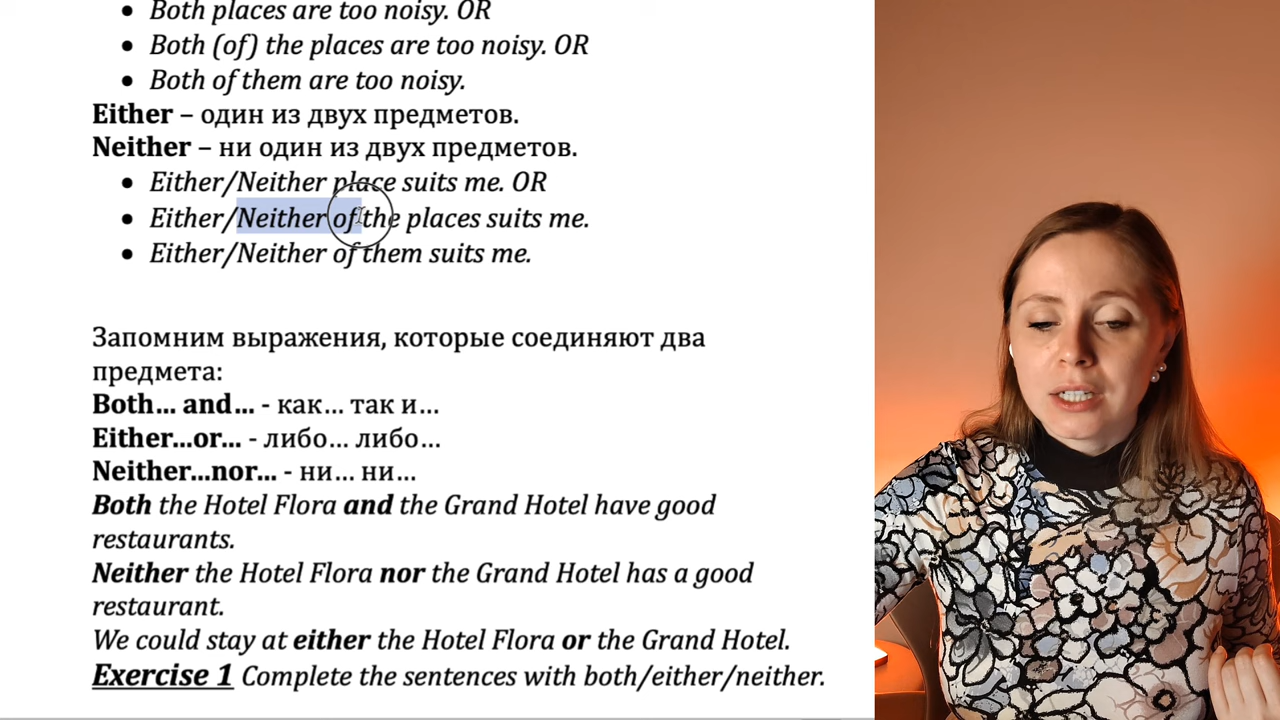 • Both places are too noisy. OR
• Both (of) the places are too noisy. OR
• Both of them are too noisy.
Either – один из двух предметов.
Neither – ни один из двух предметов.
• Either/Neither place suits me. OR
• Either/Neither of the places suits me.
• Either/Neither of them suits me.
Запомним выражения, которые соединяют два
предмета:
Both… and… - как… так и…
Either…or… - либо… либо…
Neither…nor… - ни… ни…
Both the Hotel Flora and the Grand Hotel have good
restaurants.
Neither the Hotel Flora nor the Grand Hotel has a good
restaurant.
We could stay at either the Hotel Flora or the Grand Hotel.
Exercise 1 Complete the sentences with both/either/neither.